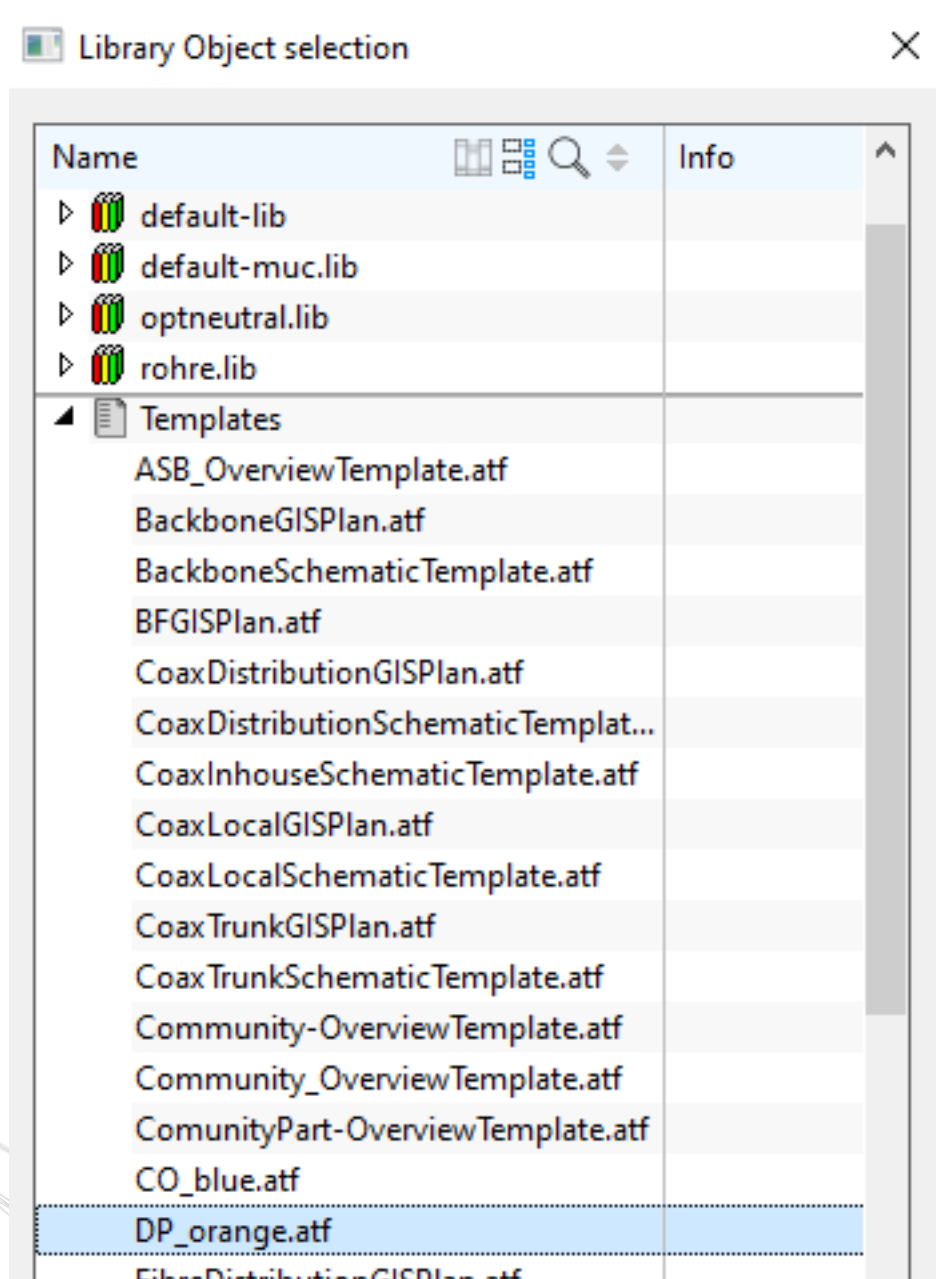 Library Object selection
Name Info
default-lib
default-muc.lib
optneutral.lib
rohre.lib
Templates
ASB_OverviewTemplate.atf
BackboneGISPlan.atf
BackboneSchematicTemplate.atf
BFGISPlan.atf
CoaxDistributionGISPlan.atf
CoaxDistributionSchematicTemplat...
CoaxInhouseSchematicTemplate.atf
CoaxLocalGISPlan.atf
CoaxLocalSchematicTemplate.atf
CoaxTrunkGISPlan.atf
CoaxTrunkSchematicTemplate.atf
Community-OverviewTemplate.atf
Community_OverviewTemplate.atf
ComunityPart-OverviewTemplate.atf
CO_blue.atf
DP_orange.atf
FibreDistributionGISPlan.atf